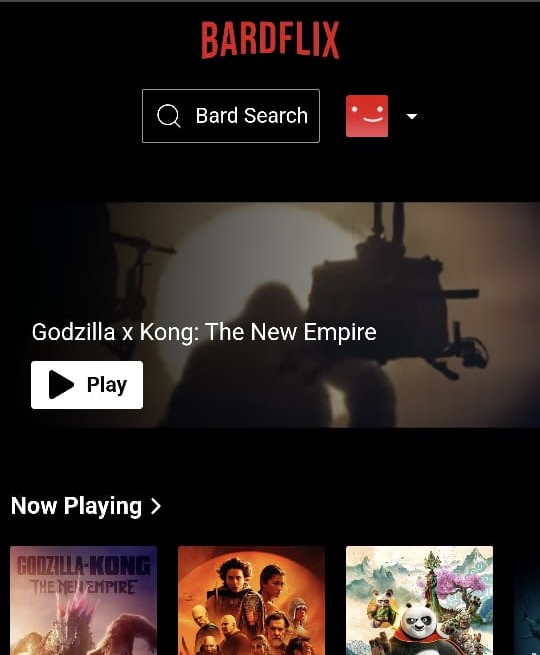 BARDFLIX
Bard Search
Godzilla x Kong: The New Empire
Play
Now Playing
GODZILLA-KONG
THE NEW EMPIRE